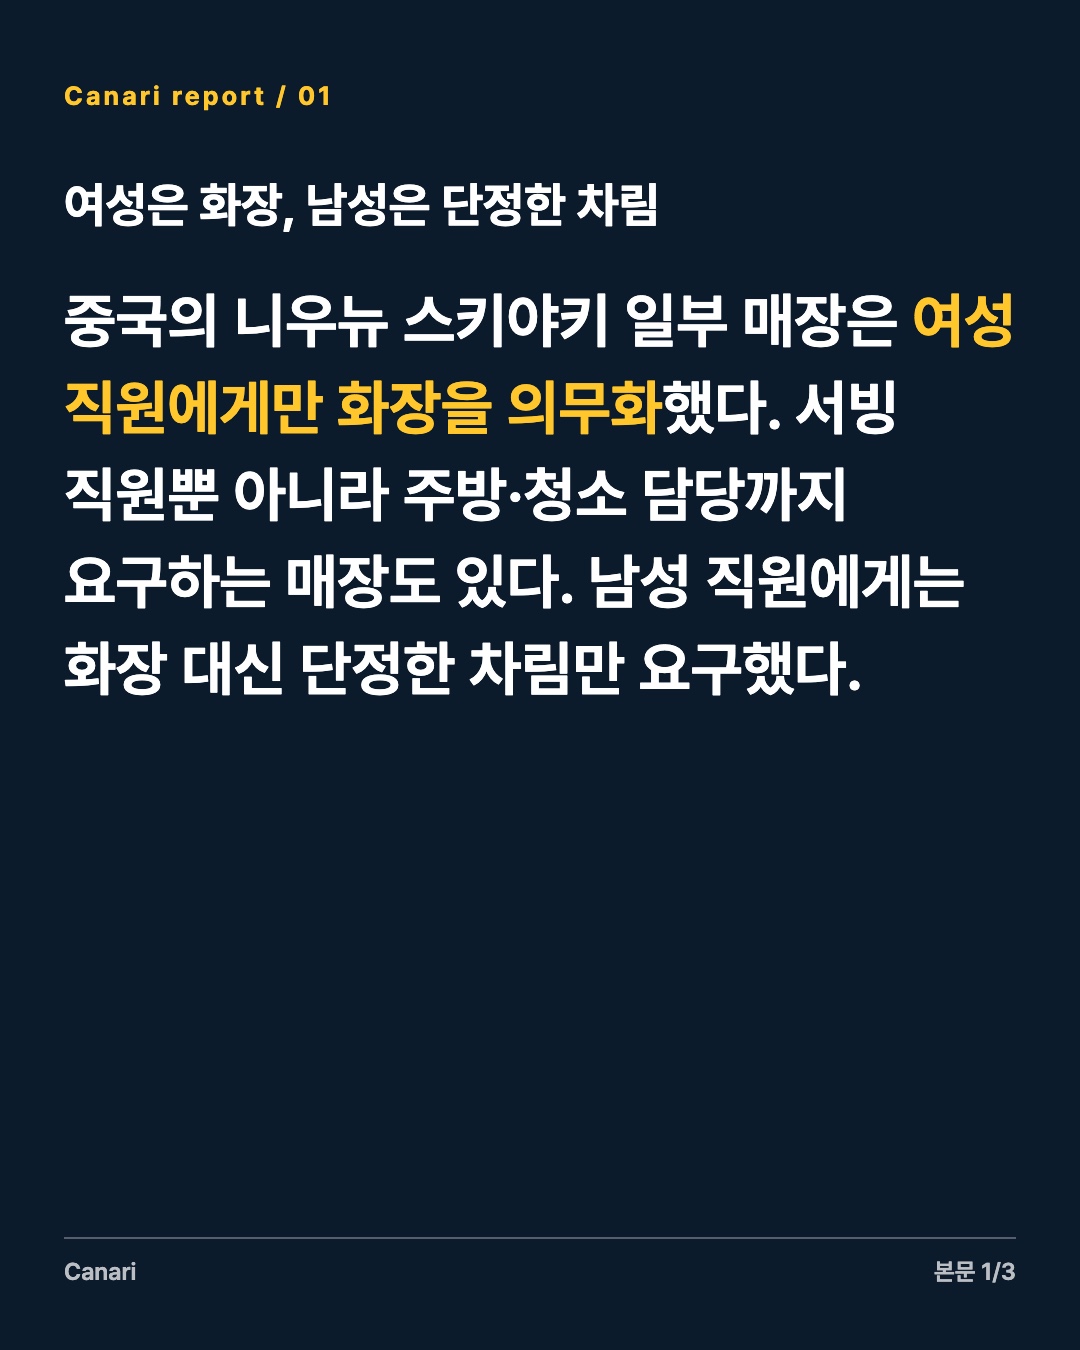 Canari report / 01
여성은 화장, 남성은 단정한 차림
중국의 니우뉴 스키야키 일부 매장은 여성
직원에게만 화장을 의무화했다. 서빙
직원뿐 아니라 주방·청소 담당까지
요구하는 매장도 있다. 남성 직원에게는
화장 대신 단정한 차림만 요구했다.
Canari
본문 1/3